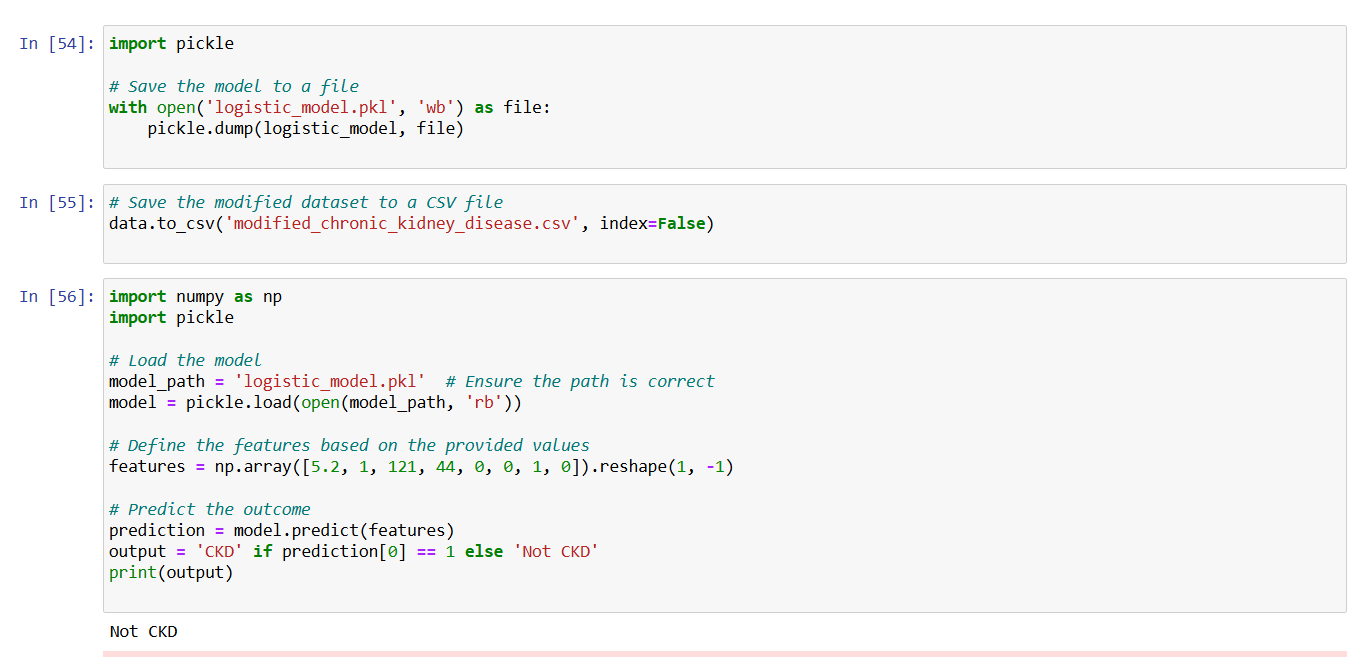 In [54]: import pickle
# Save the model to a file
with open('logistic_model.pkl', 'wb') as file:
    pickle.dump(logistic_model, file)
In [55]: # Save the modified dataset to a CSV file
data.to_csv('modified_chronic_kidney_disease.csv', index=False)
In [56]: import numpy as np
import pickle
# Load the model
model_path = 'logistic_model.pkl'  # Ensure the path is correct
model = pickle.load(open(model_path, 'rb'))
# Define the features based on the provided values
features = np.array([5.2, 1, 121, 44, 0, 0, 1, 0]).reshape(1, -1)
# Predict the outcome
prediction = model.predict(features)
output = 'CKD' if prediction[0] == 1 else 'Not CKD'
print(output)
Not CKD